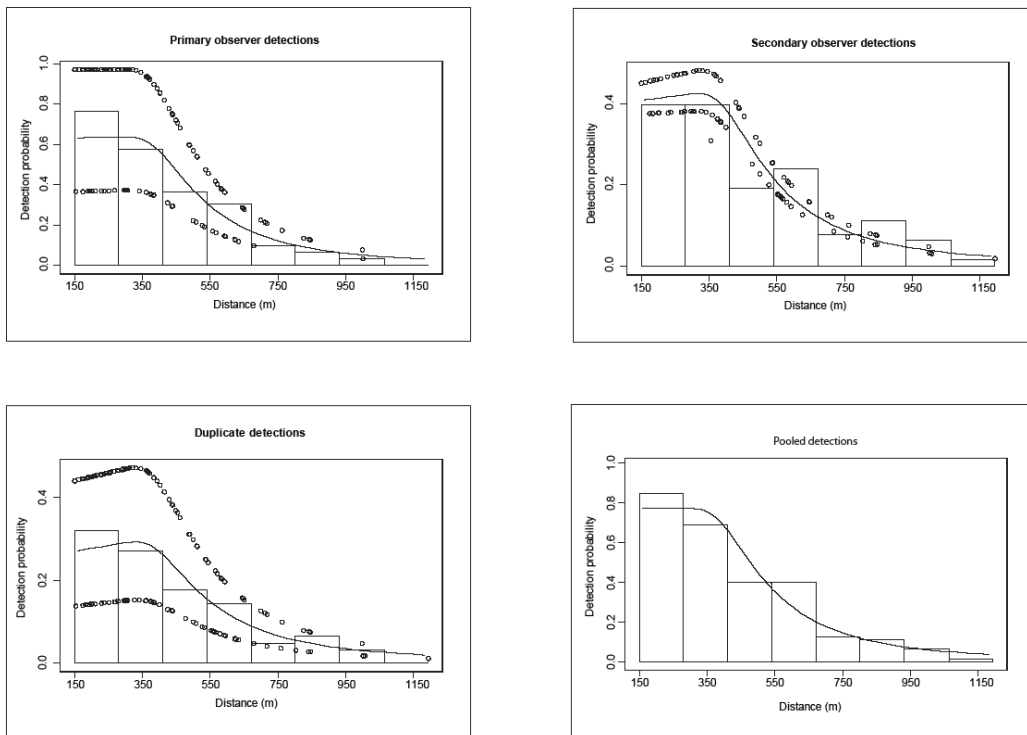 Primary observer detections
Detection probability
1.0
0.8
0.6
0.4
0.2
0.0
150 350 550 750 950 1150
Distance (m)
Secondary observer detections
Detection probability
0.4
0.2
0.0
150 350 550 750 950 1150
Distance (m)
Duplicate detections
Detection probability
0.4
0.2
0.0
150 350 550 750 950 1150
Distance (m)
Pooled detections
Detection probability
1.0
0.8
0.6
0.4
0.2
0.0
150 350 550 750 950 1150
Distance (m)